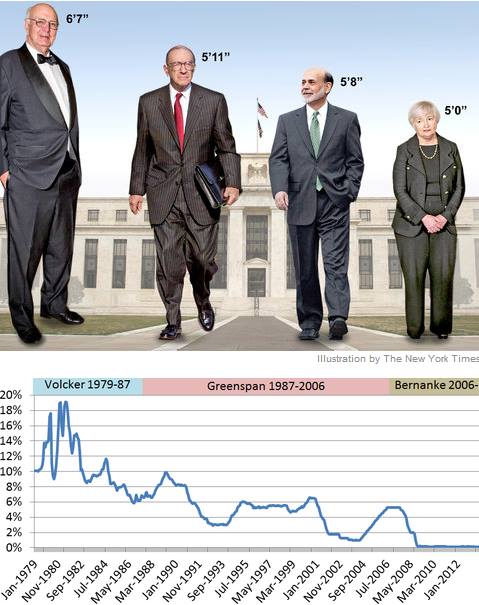 6’7”
5’11”
5’8”
5’0”
Illustration by The New York Times
Volcker 1979-87
Greenspan 1987-2006
Bernanke 2006-
20%
18%
16%
14%
12%
10%
8%
6%
4%
2%
0%
Jan-1979
Nov-1980
Sep-1982
Jul-1984
May-1986
Mar-1988
Jan-1990
Nov-1991
Sep-1993
Jul-1995
May-1997
Mar-1999
Jan-2001
Nov-2002
Sep-2004
Jul-2006
May-2008
Mar-2010
Jan-2012